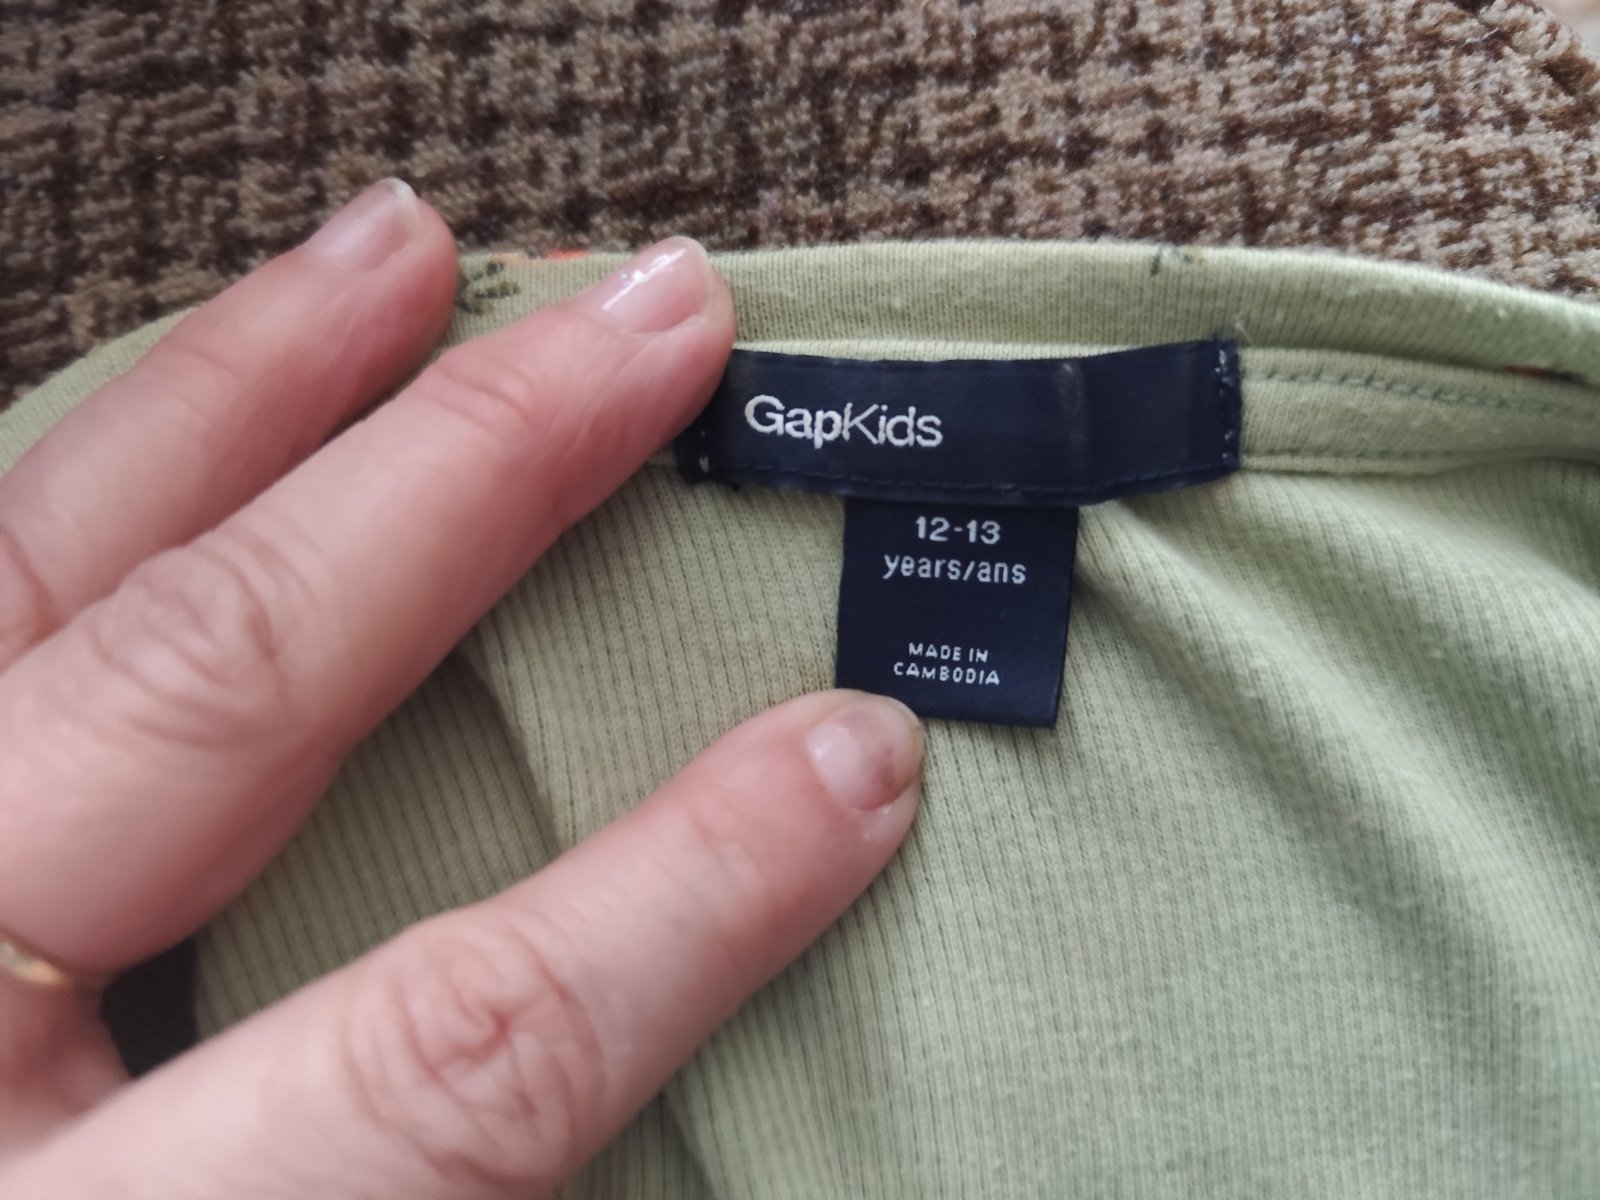 GapKids
12-13
years/ans
MADE IN
CAMBODIA